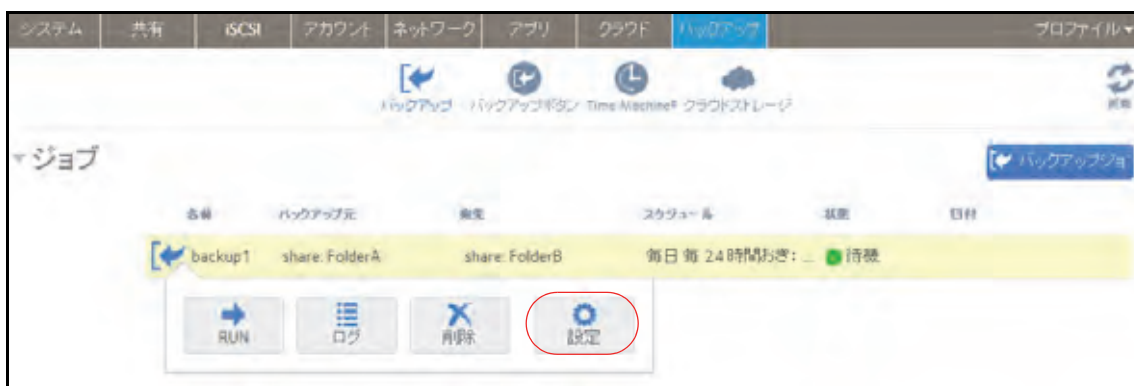 システム 共有 iSCSI アカウント ネットワーク アプリ クラウド バックアップ プロファイル
バックアップ バックアップボタン Time Machine® クラウドストレージ
ジョブ
バックアップジョ
名前 バックアップ元 宛先 スケジュール 状態 日付
backup1 share: FolderA share: FolderB 毎日 毎 24時間おき: ... 待機
RUN ログ 削除 設定